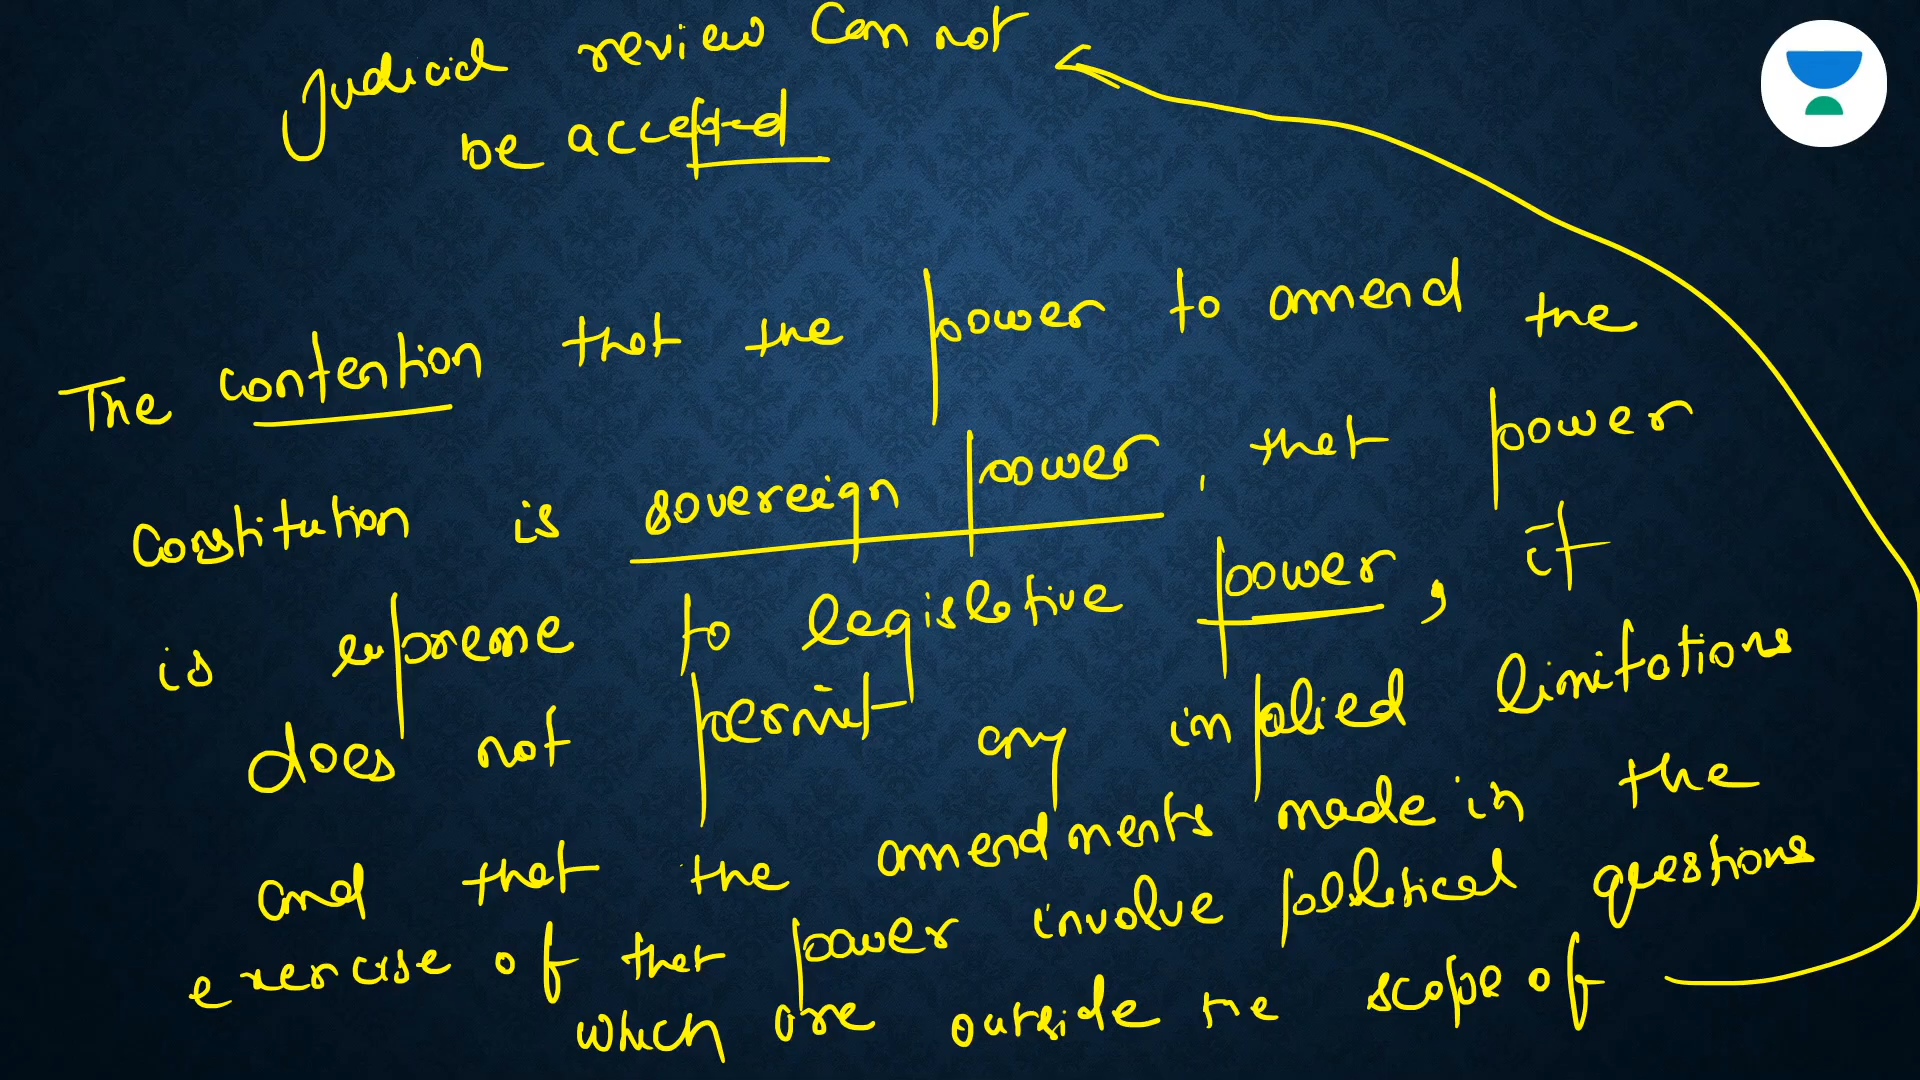 Judicial review can not
be accepted
The contention that the power to amend the
Constitution is sovereign power, that power
is supreme to legislative power, it
does not permit any implied limitations
and that the amendments made in the
exercise of that power involve political questions
which are outside the scope of